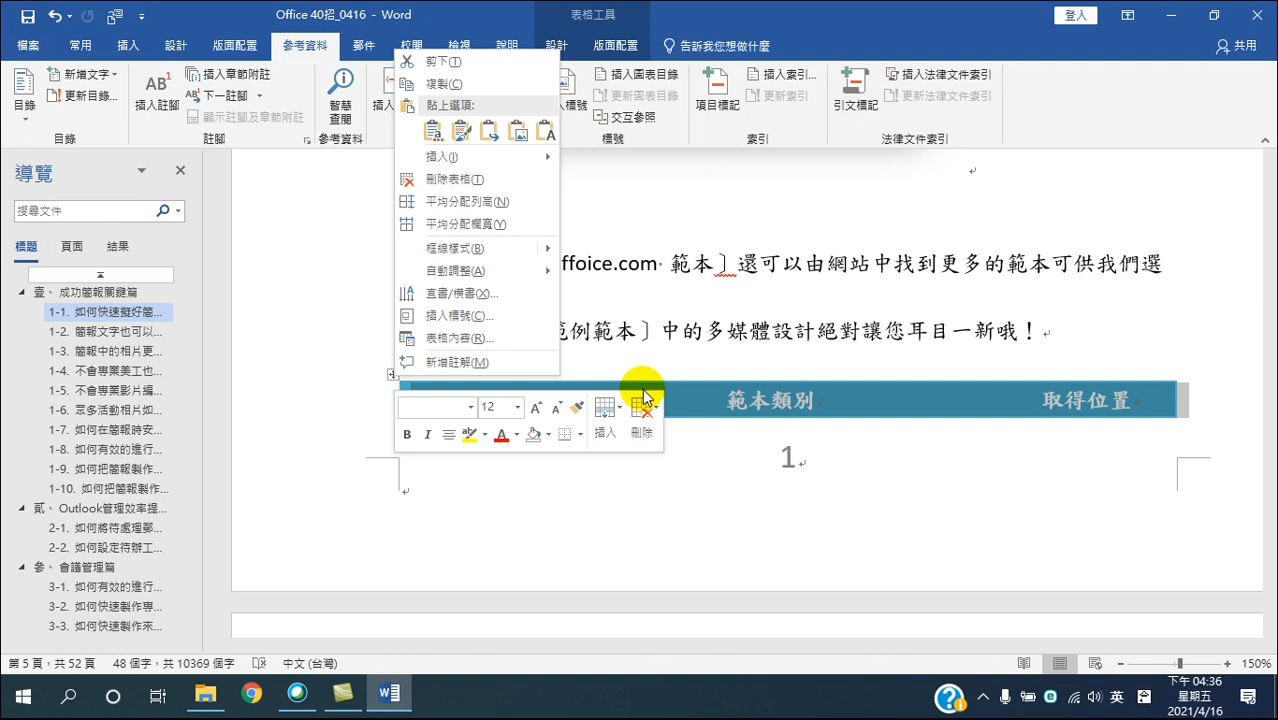 Office 40招_0416 - Word
表格工具
登入
檔案 常用 插入 設計 版面配置 參考資料 郵件 校閱 檢視 說明 設計 版面配置 告訴我您想做什麼 共用
目錄
新增文字
更新目錄...
目錄
AB¹
插入註腳
插入章節附註
下一註腳
顯示註腳及章節附註
註腳
智慧查閱
參考資料
插入圖表目錄
更新圖表目錄
交互參照
標號
項目標記
插入索引...
更新索引
索引
引文標記
插入法律文件索引
更新法律文件索引
法律文件索引
導覽
搜尋文件
標題 頁面 結果
壹、 成功簡報關鍵篇
1-1. 如何快速擬好簡...
1-2. 簡報文字也可以...
1-3. 簡報中的相片更...
1-4. 不會專業美工也...
1-5. 不會專業影片編...
1-6. 眾多活動相片如...
1-7. 如何在簡報時安...
1-8. 如何有效的進行...
1-9. 如何把簡報製作...
1-10. 如何把簡報製作...
貳、 Outlook管理效率提...
2-1. 如何將待處理郵...
2-2. 如何設定待辦工...
參、 會議管理篇
3-1. 如何有效的進行...
3-2. 如何快速製作專...
3-3. 如何快速製作來...
剪下(T)
複製(C)
貼上選項:
插入(I)
刪除表格(T)
平均分配列高(N)
平均分配欄寬(Y)
框線樣式(B)
自動調整(A)
直書/橫書(X)...
插入標號(C)...
表格內容(R)...
新增註解(M)
12
B I
插入 刪除
ffoice.com 範本〕還可以由網站中找到更多的範本可供我們選
範例範本〕中的多媒體設計絕對讓您耳目一新哦！
範本類別 取得位置
1
第 5 頁，共 52 頁 48 個字，共 10369 個字 中文 (台灣) 150%
英
下午 04:36
星期五
2021/4/16